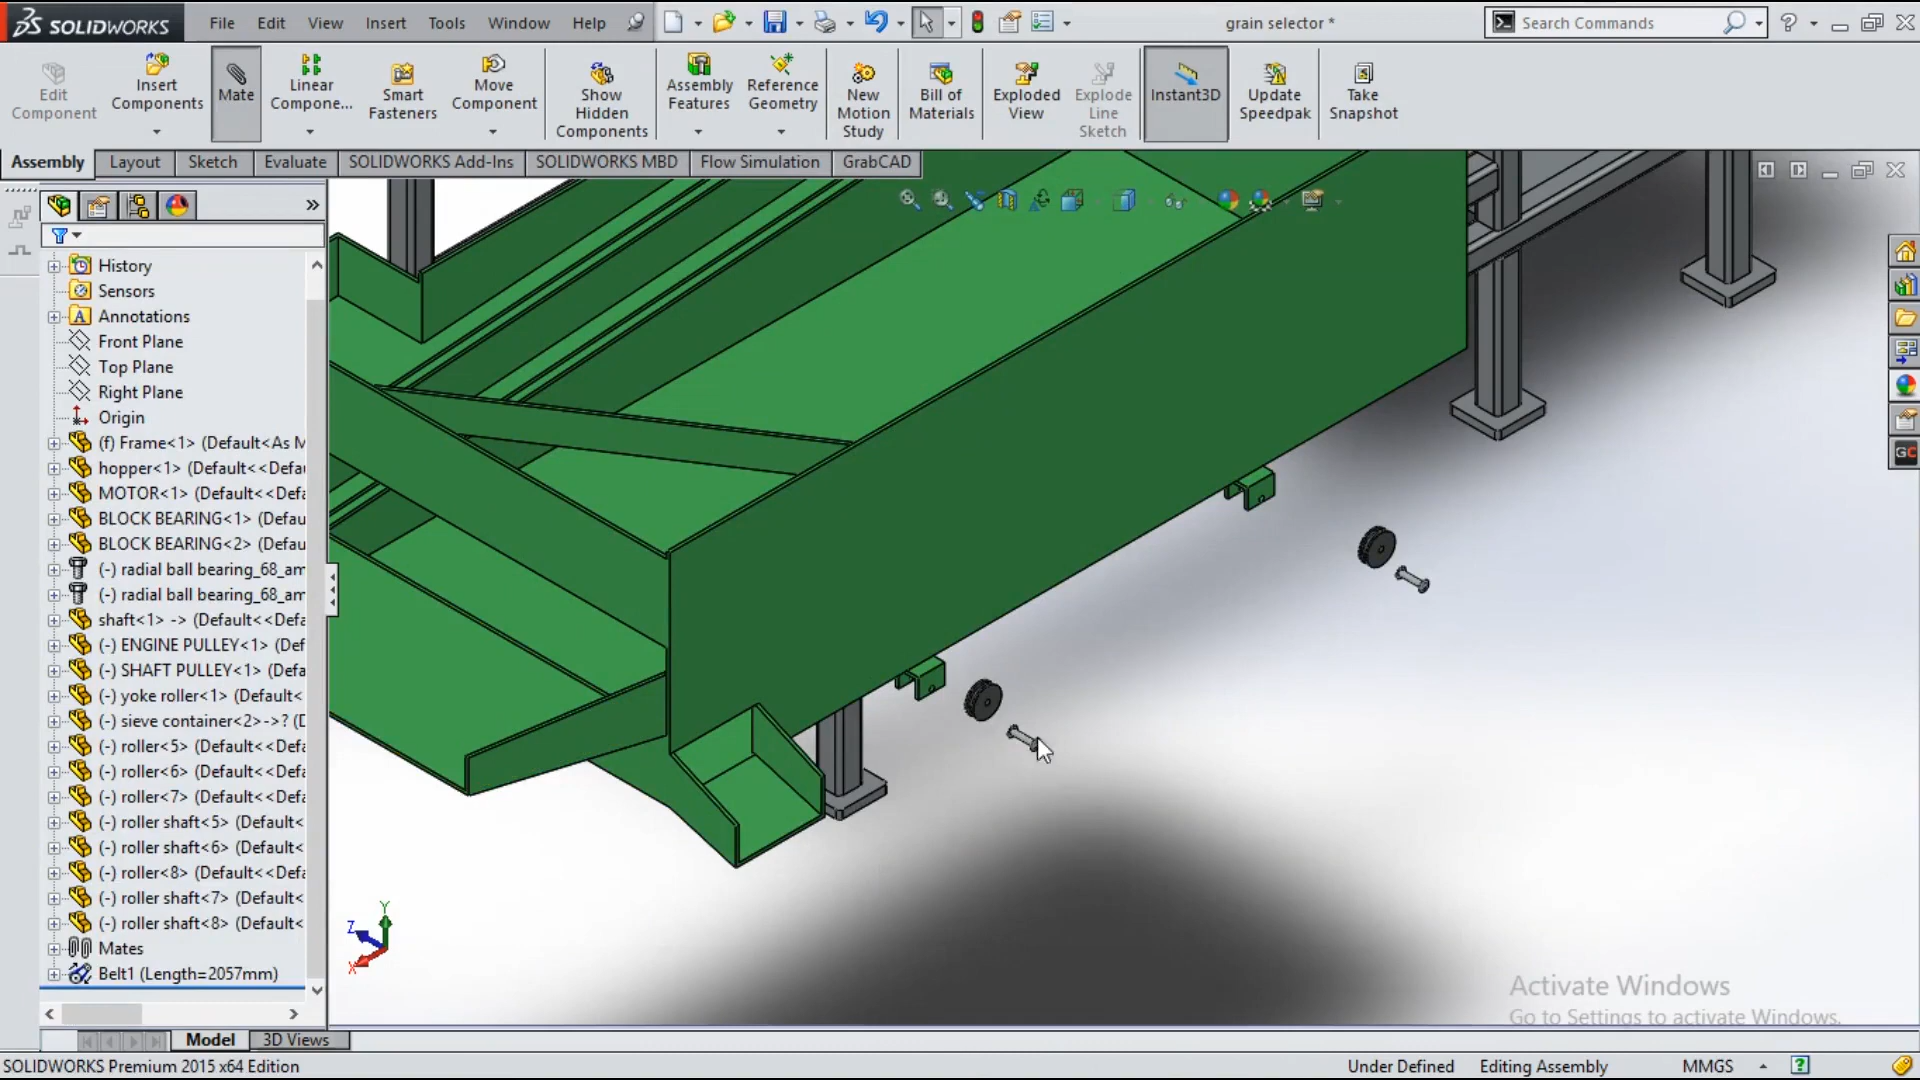 SOLIDWORKS File Edit View Insert Tools Window Help grain selector * Search Commands
Edit Component
Insert Components
Mate
Linear Compone...
Smart Fasteners
Move Component
Show Hidden Components
Assembly Features
Reference Geometry
New Motion Study
Bill of Materials
Exploded View
Explode Line Sketch
Instant3D
Update Speedpak
Take Snapshot
Assembly Layout Sketch Evaluate SOLIDWORKS Add-Ins SOLIDWORKS MBD Flow Simulation GrabCAD
History
Sensors
Annotations
Front Plane
Top Plane
Right Plane
Origin
(f) Frame<1> (Default<As M
hopper<1> (Default<<Defau
MOTOR<1> (Default<<Defa
BLOCK BEARING<1> (Defau
BLOCK BEARING<2> (Defau
(-) radial ball bearing_68_am
(-) radial ball bearing_68_am
shaft<1> -> (Default<<Defa
(-) ENGINE PULLEY<1> (Def
(-) SHAFT PULLEY<1> (Defa
(-) yoke roller<1> (Default<
(-) sieve container<2>->? (D
(-) roller<5> (Default<<Defa
(-) roller<6> (Default<<Defa
(-) roller<7> (Default<<Defa
(-) roller shaft<5> (Default<
(-) roller shaft<6> (Default<
(-) roller<8> (Default<<Defa
(-) roller shaft<7> (Default<
(-) roller shaft<8> (Default<
Mates
Belt1 (Length=2057mm)
GC
Y
Z
X
Activate Windows
Go to Settings to activate Windows.
Model 3D Views
SOLIDWORKS Premium 2015 x64 Edition Under Defined Editing Assembly MMGS